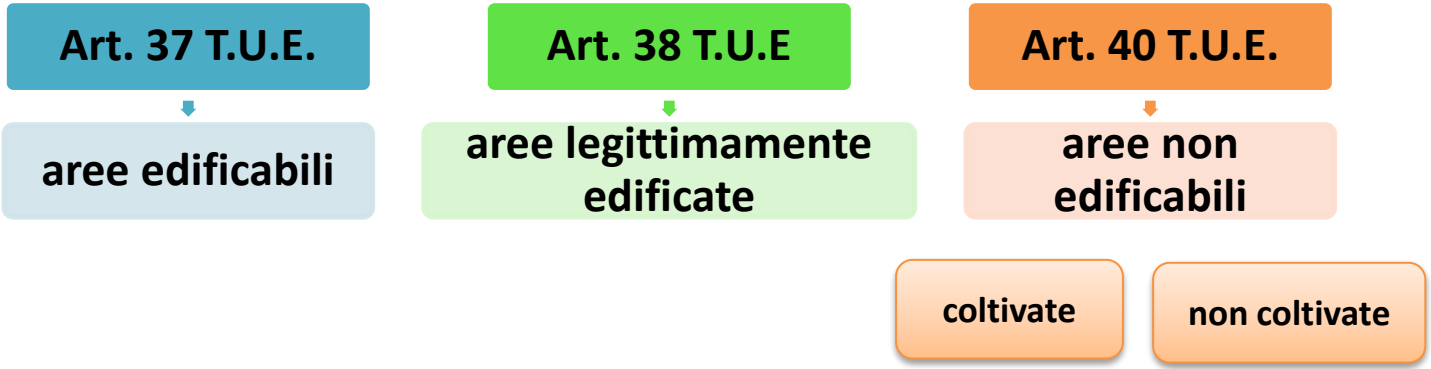 Art. 37 T.U.E.
Art. 38 T.U.E
Art. 40 T.U.E.
aree edificabili
aree legittimamente
edificate
aree non
edificabili
coltivate
non coltivate